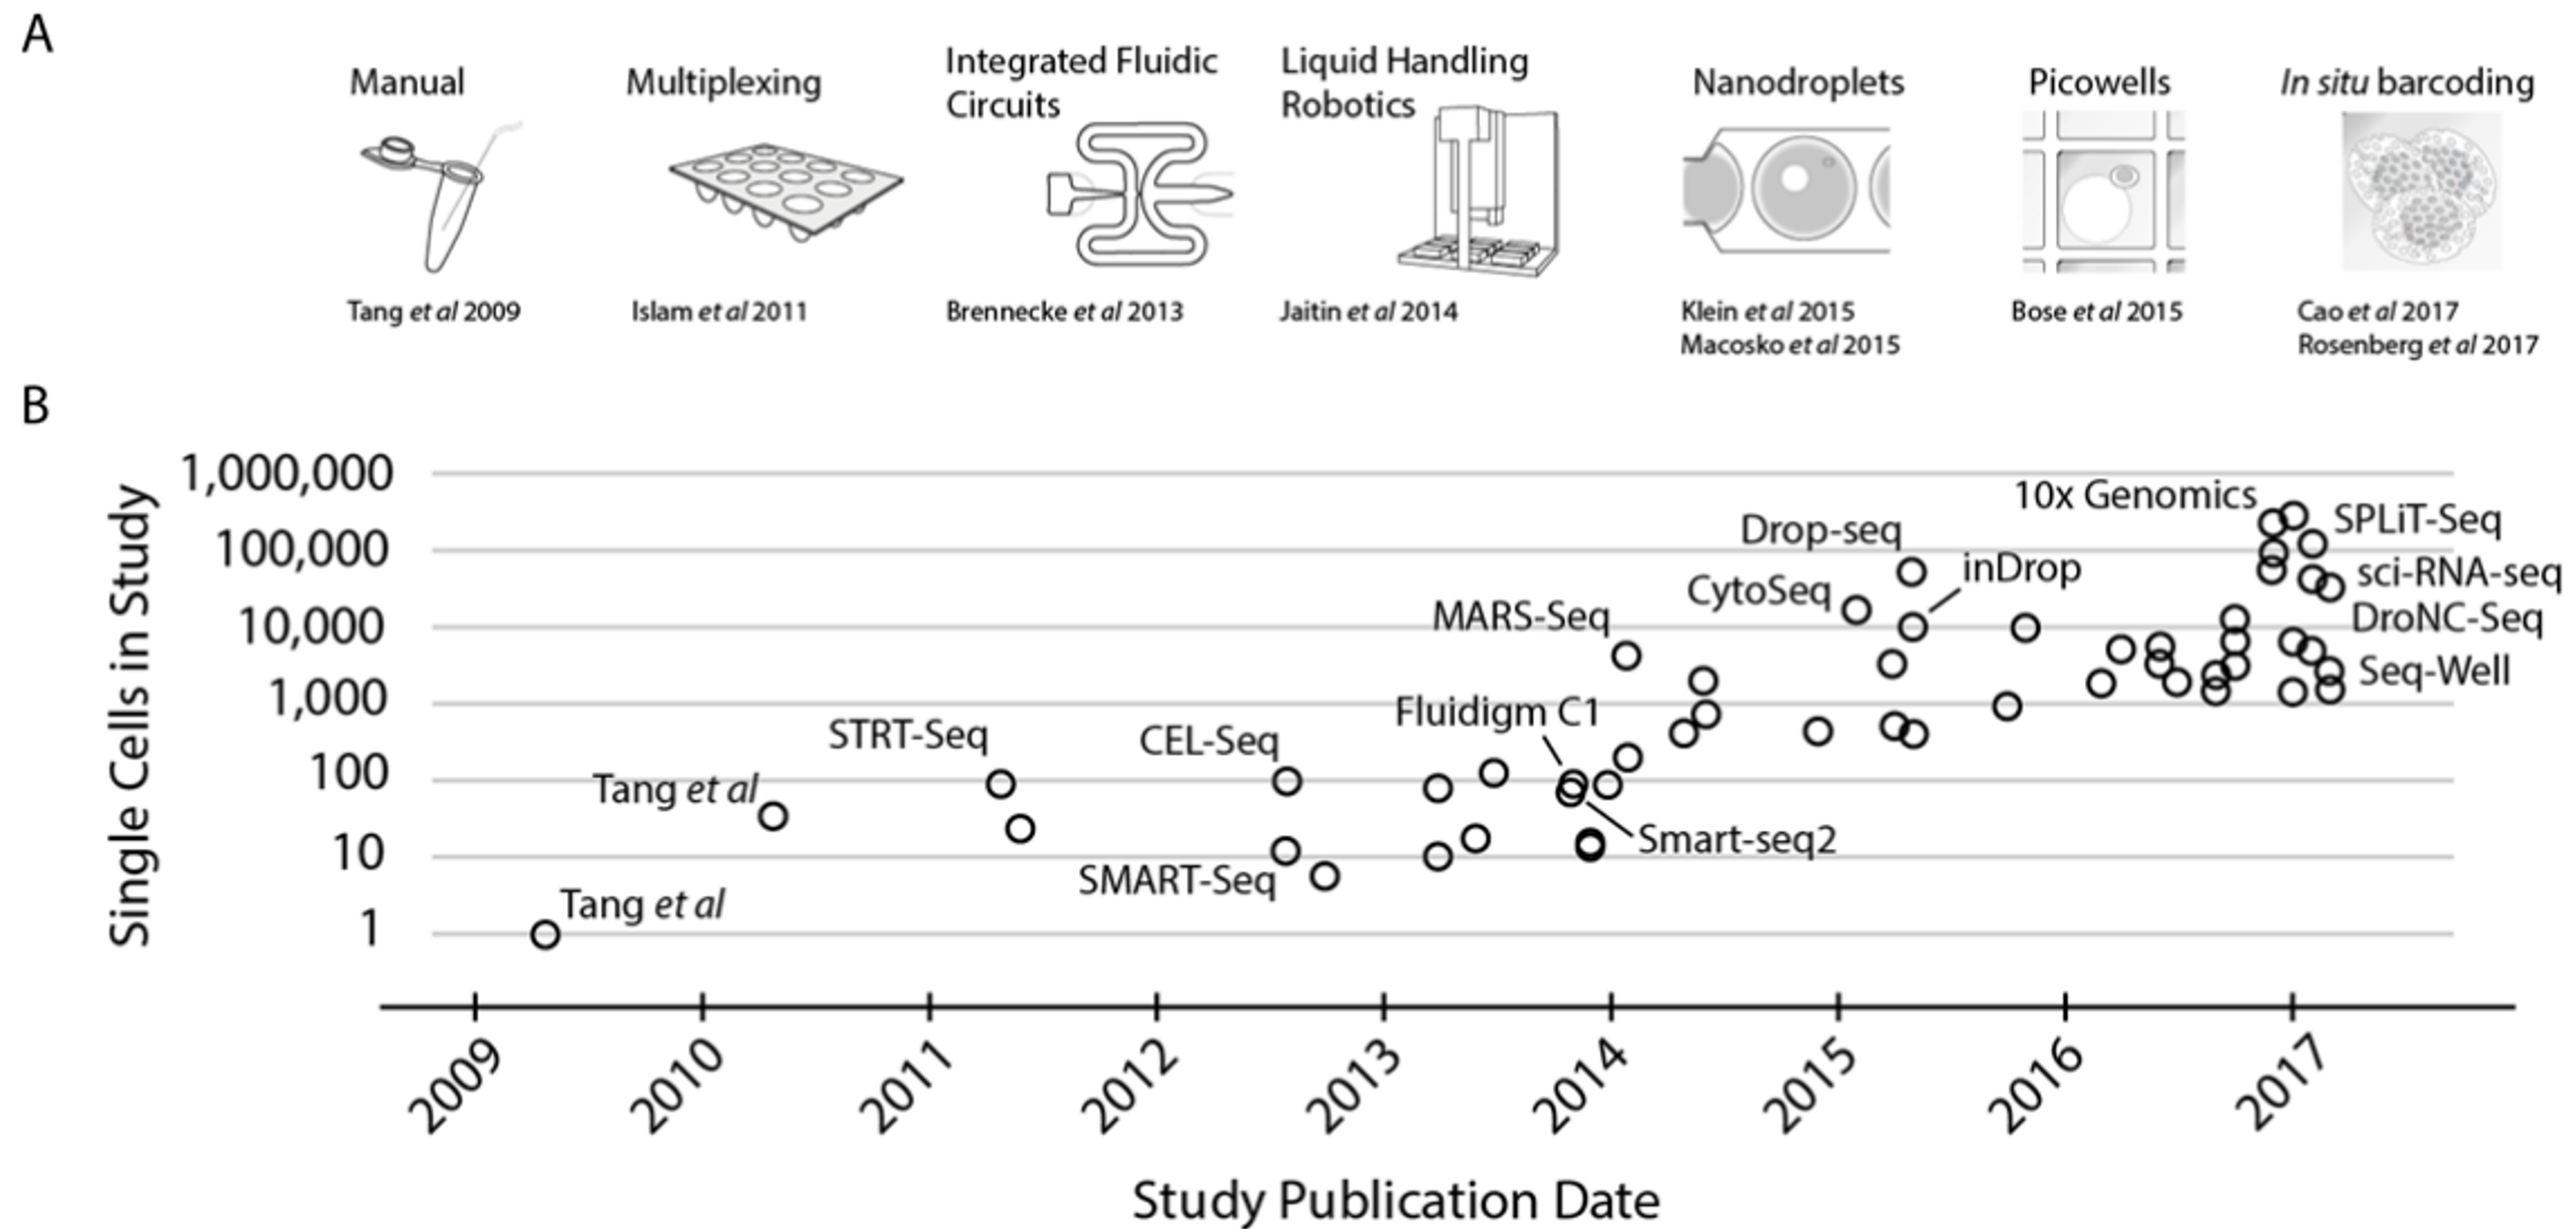 A
Manual
Multiplexing
Integrated Fluidic
Circuits
Liquid Handling
Robotics
Nanodroplets
Picowells
In situ barcoding
Tang et al 2009
Islam et al 2011
Brennecke et al 2013
Jaitin et al 2014
Klein et al 2015
Macosko et al 2015
Bose et al 2015
Cao et al 2017
Rosenberg et al 2017
B
Single Cells in Study
1,000,000
100,000
10,000
1,000
100
10
1
10x Genomics
SPLiT-Seq
Drop-seq
inDrop
sci-RNA-seq
CytoSeq
MARS-Seq
DroNC-Seq
Seq-Well
Fluidigm C1
STRT-Seq
CEL-Seq
Tang et al
Smart-seq2
SMART-Seq
Tang et al
2009
2010
2011
2012
2013
2014
2015
2016
2017
Study Publication Date